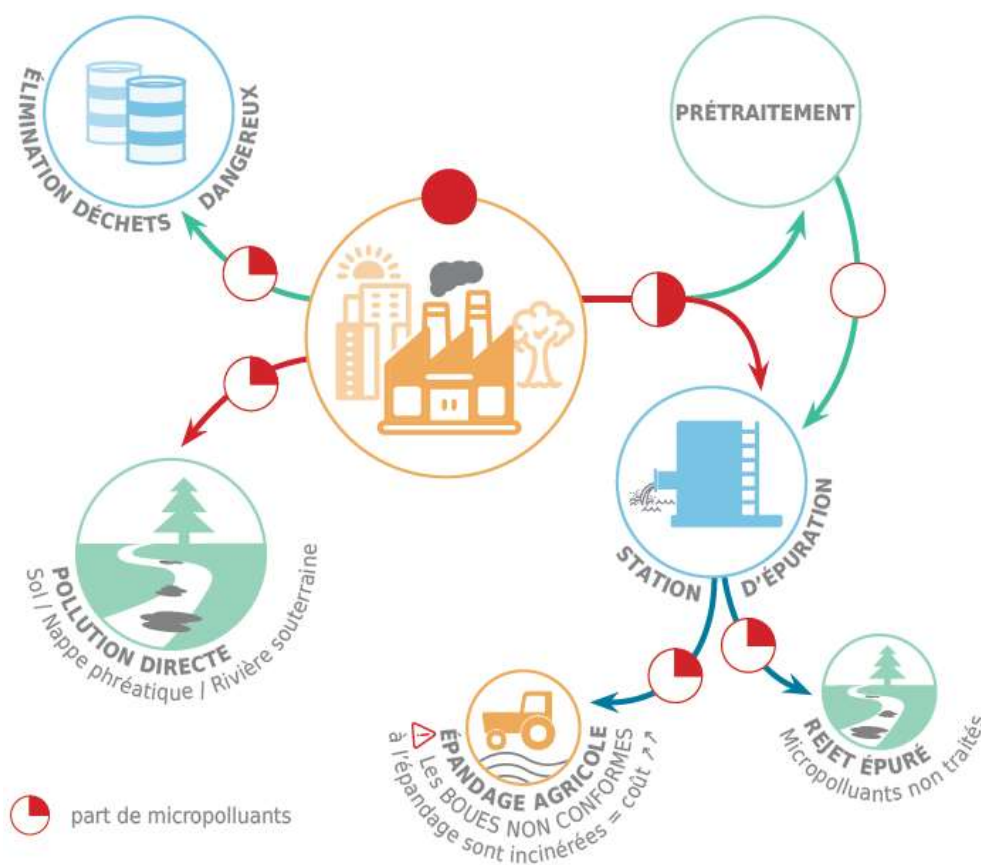 ÉLIMINATION DÉCHETS DANGEREUX
PRÉTRAITEMENT
STATION D'ÉPURATION
POLLUTION DIRECTE
Sol / Nappe phréatique / Rivière souterraine
ÉPANDAGE AGRICOLE
! Les BOUES NON CONFORMES
à l'épandage sont incinérées = coût ↗↗
REJET ÉPURÉ
Micropolluants non traités
part de micropolluants